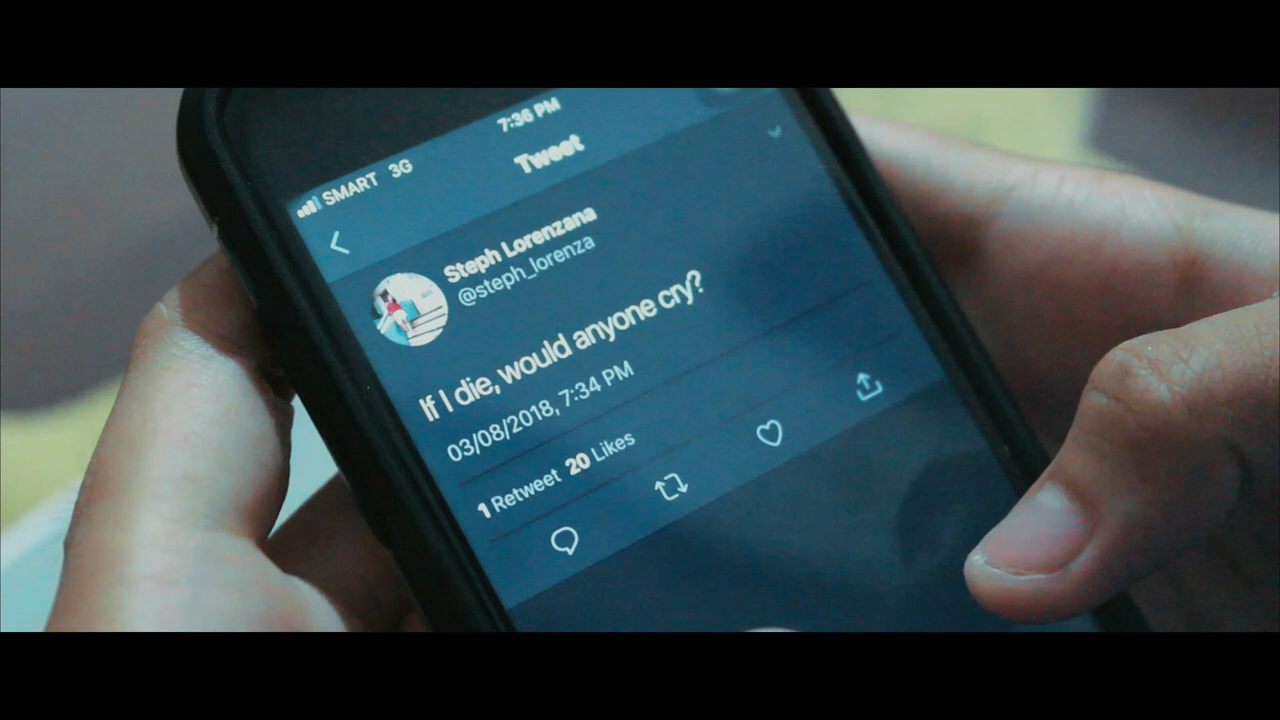 SMART 3G 7:36 PM
Tweet
Steph Lorenzana
@steph_lorenza
If I die, would anyone cry?
03/08/2018, 7:34 PM
1 Retweet 20 Likes